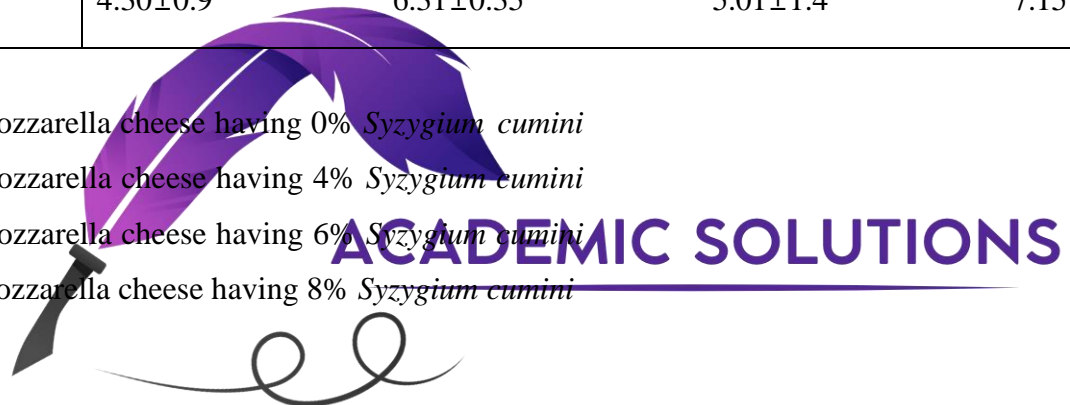 4.30±0.9 6.31±0.35 5.01±1.4 7.15
ozzarella cheese having 0% Syzygium cumini
ozzarella cheese having 4% Syzygium cumini
ozzarella cheese having 6% Syzygium cumini
ACADEMIC SOLUTIONS
ozzarella cheese having 8% Syzygium cumini